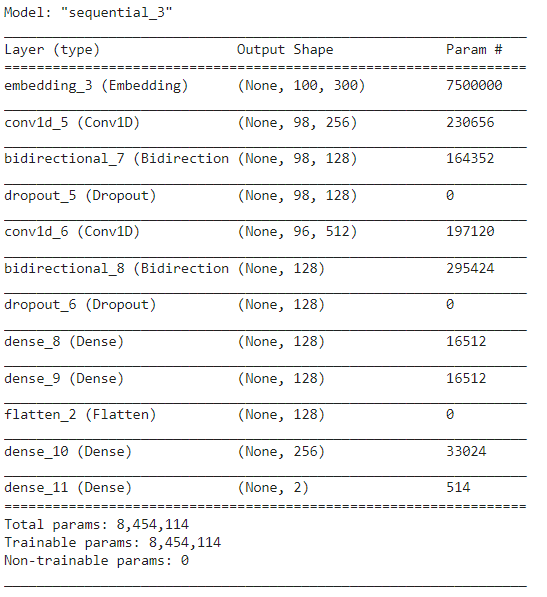 Model: "sequential_3"
Layer (type) Output Shape Param #
embedding_3 (Embedding) (None, 100, 300) 7500000
conv1d_5 (Conv1D) (None, 98, 256) 230656
bidirectional_7 (Bidirection (None, 98, 128) 164352
dropout_5 (Dropout) (None, 98, 128) 0
conv1d_6 (Conv1D) (None, 96, 512) 197120
bidirectional_8 (Bidirection (None, 128) 295424
dropout_6 (Dropout) (None, 128) 0
dense_8 (Dense) (None, 128) 16512
dense_9 (Dense) (None, 128) 16512
flatten_2 (Flatten) (None, 128) 0
dense_10 (Dense) (None, 256) 33024
dense_11 (Dense) (None, 2) 514
Total params: 8,454,114
Trainable params: 8,454,114
Non-trainable params: 0